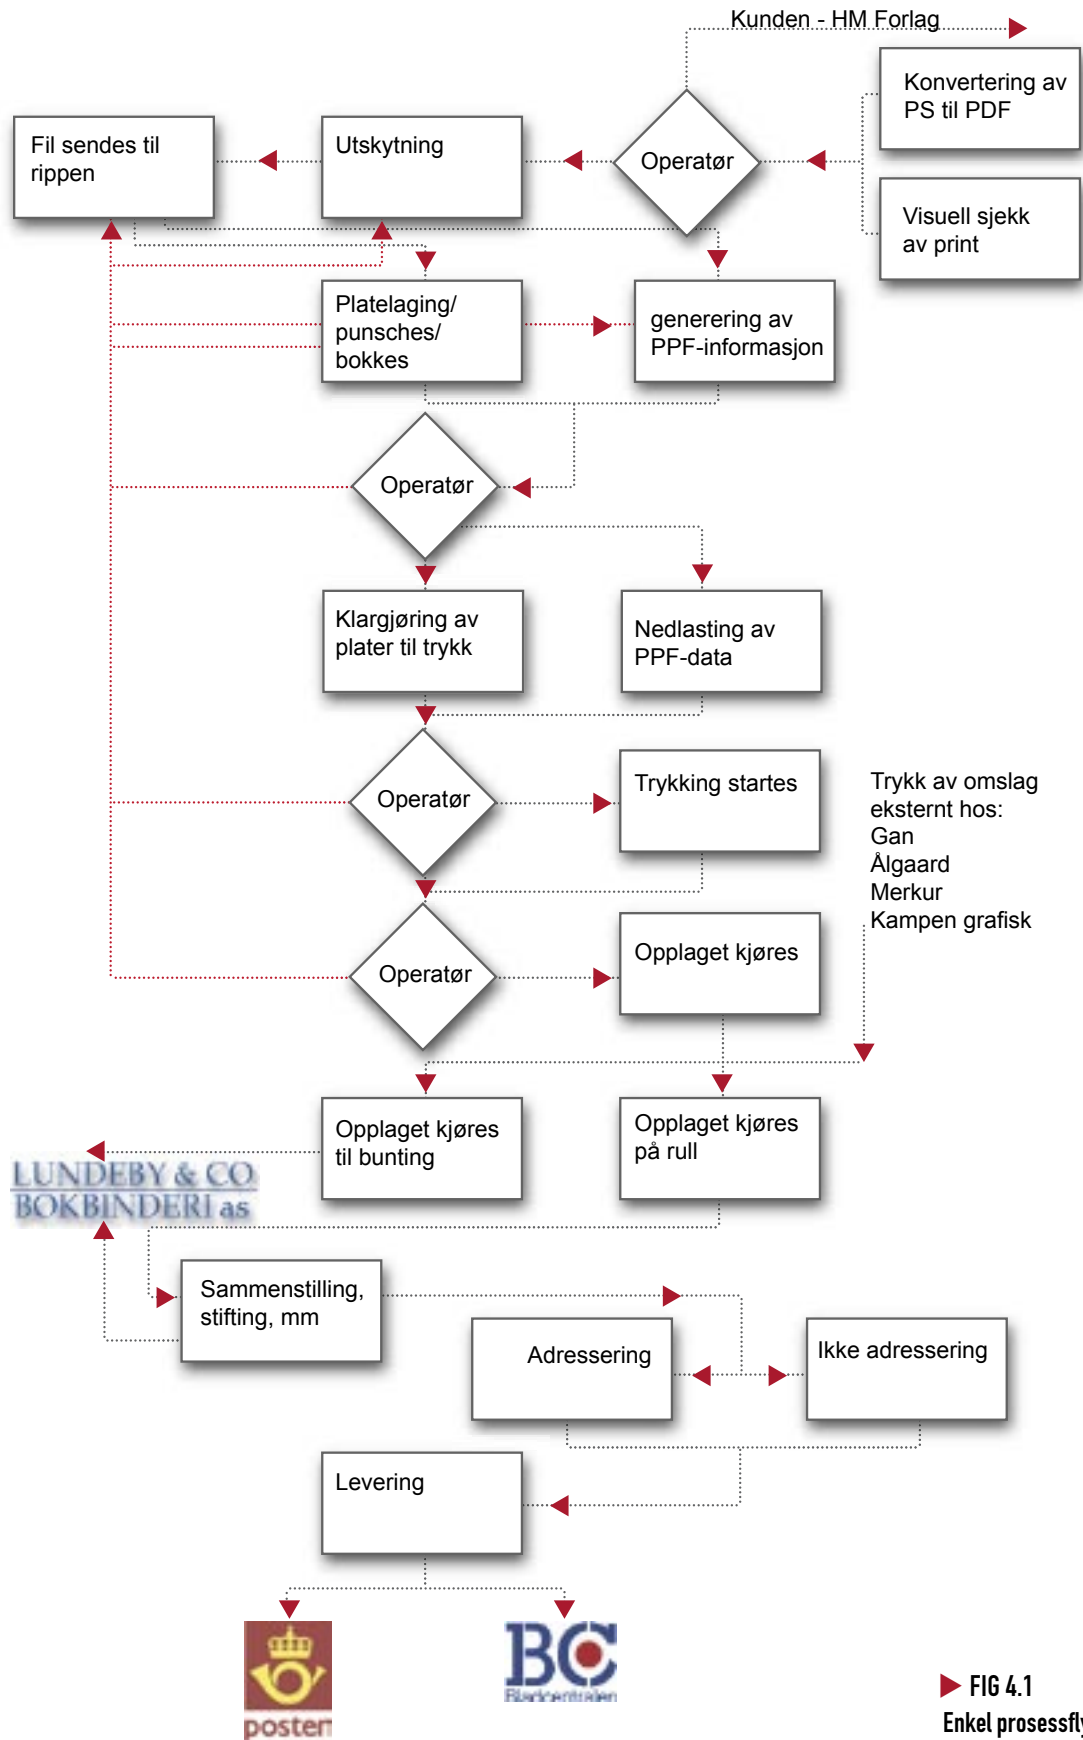 Kunden - HM Forlag
Konvertering av
PS til PDF
Fil sendes til
rippen
Utskytning
Operatør
Visuell sjekk
av print
Platelaging/
punsches/
bokkes
generering av
PPF-informasjon
Operatør
Klargjøring av
plater til trykk
Nedlasting av
PPF-data
Operatør
Trykking startes
Trykk av omslag
eksternt hos:
Gan
Ålgaard
Merkur
Kampen grafisk
Operatør
Opplaget kjøres
Opplaget kjøres
til bunting
Opplaget kjøres
på rull
LUNDEBY & CO
BOKBINDERI as
Sammenstilling,
stifting, mm
Adressering
Ikke adressering
Levering
posten
BC
Bladcentralen
FIG 4.1
Enkel prosessfly